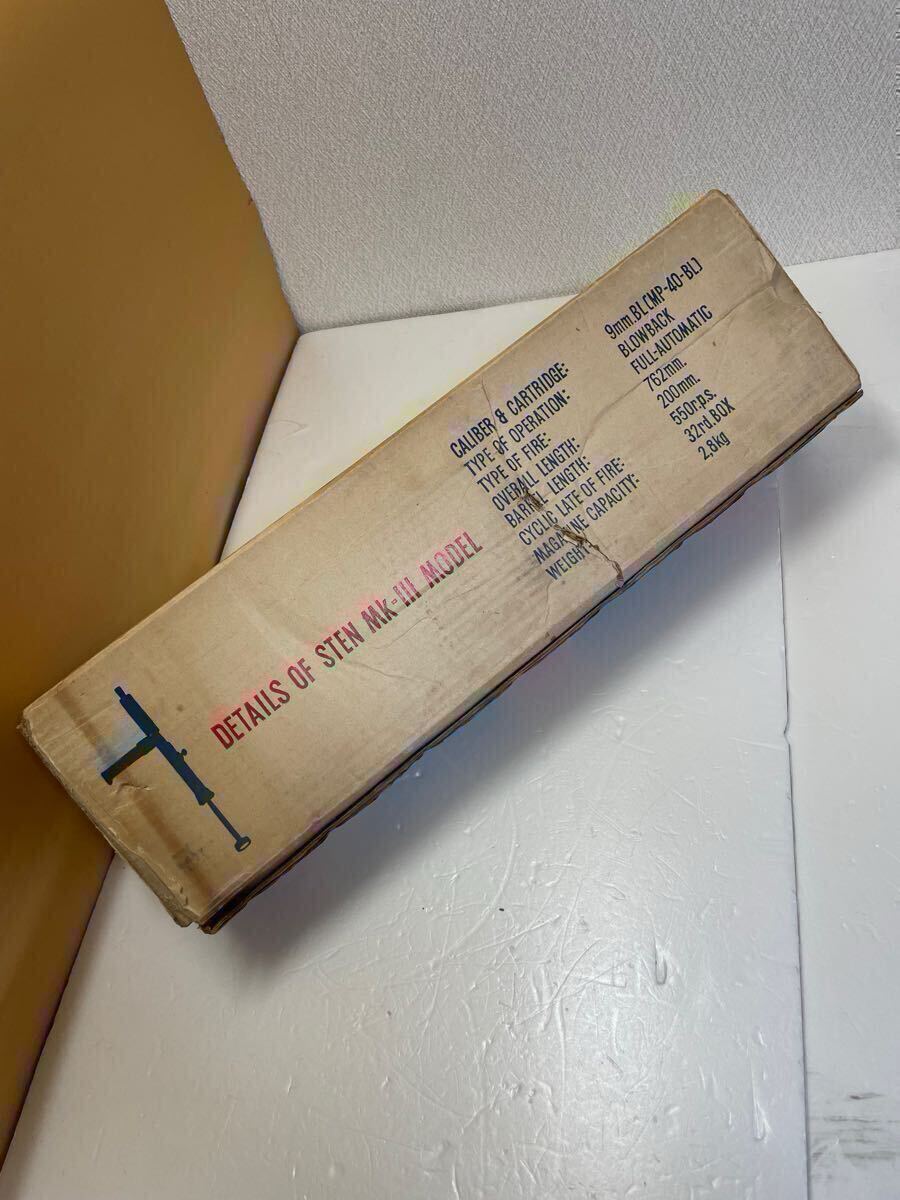 DETAILS OF STEN MK-III MODEL
CALIBER & CARTRIDGE: 9mm.BL[MP-40-BL]
TYPE OF OPERATION: BLOWBACK
TYPE OF FIRE: FULL-AUTOMATIC
OVERALL LENGTH: 762mm.
BARREL LENGTH: 200mm.
CYCLIC LATE OF FIRE: 550r.p.s.
MAGAZINE CAPACITY: 32rd.BOX
WEIGHT: 2,8kg